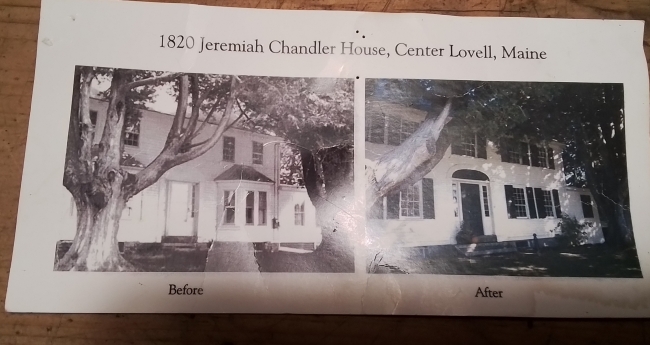 1820 Jeremiah Chandler House, Center Lovell, Maine
Before
After